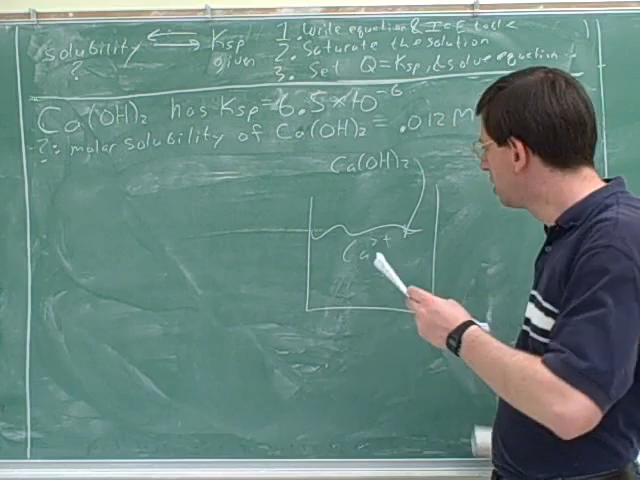 solubility ⇌ Ksp
? given
1. Write equation & ICE table
2. Saturate the solution
3. Set Q=Ksp, & solve equation
Ca(OH)₂ has Ksp=6.5×10⁻⁶
?: molar solubility of Ca(OH)₂ = .012 M
Ca(OH)₂
Ca²⁺